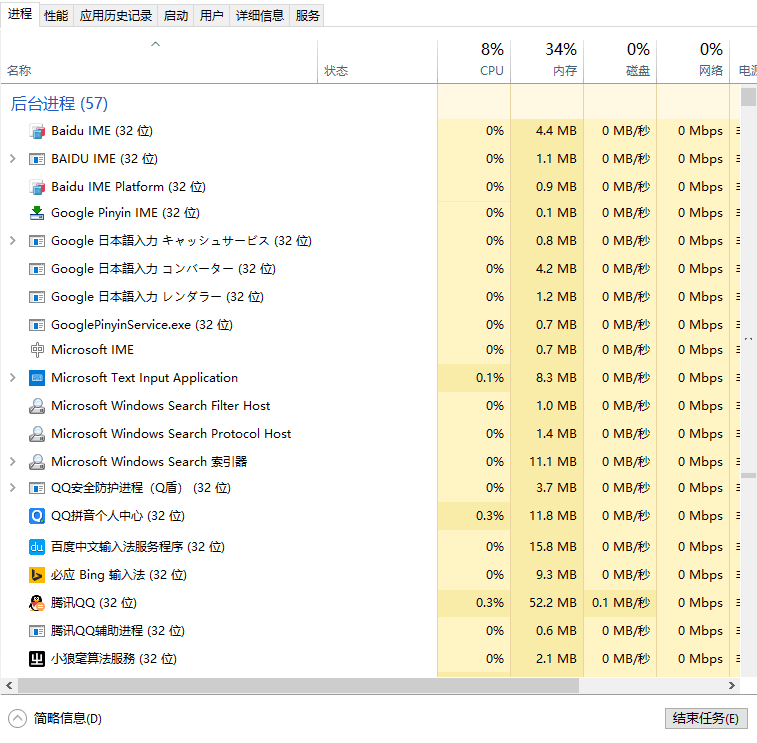 进程 性能 应用历史记录 启动 用户 详细信息 服务
8% 34% 0% 0%
名称 状态 CPU 内存 磁盘 网络
后台进程 (57)
Baidu IME (32 位) 0% 4.4 MB 0 MB/秒 0 Mbps
BAIDU IME (32 位) 0% 1.1 MB 0 MB/秒 0 Mbps
Baidu IME Platform (32 位) 0% 0.9 MB 0 MB/秒 0 Mbps
Google Pinyin IME (32 位) 0% 0.1 MB 0 MB/秒 0 Mbps
Google 日本語入力 キャッシュサービス (32 位) 0% 0.8 MB 0 MB/秒 0 Mbps
Google 日本語入力 コンバーター (32 位) 0% 4.2 MB 0 MB/秒 0 Mbps
Google 日本語入力 レンダラー (32 位) 0% 1.2 MB 0 MB/秒 0 Mbps
GooglePinyinService.exe (32 位) 0% 0.7 MB 0 MB/秒 0 Mbps
Microsoft IME 0% 0.7 MB 0 MB/秒 0 Mbps
Microsoft Text Input Application 0.1% 8.3 MB 0 MB/秒 0 Mbps
Microsoft Windows Search Filter Host 0% 1.0 MB 0 MB/秒 0 Mbps
Microsoft Windows Search Protocol Host 0% 1.4 MB 0 MB/秒 0 Mbps
Microsoft Windows Search 索引器 0% 11.1 MB 0 MB/秒 0 Mbps
QQ安全防护进程（Q盾） (32 位) 0% 3.7 MB 0 MB/秒 0 Mbps
QQ拼音个人中心 (32 位) 0.3% 11.8 MB 0 MB/秒 0 Mbps
百度中文输入法服务程序 (32 位) 0% 15.8 MB 0 MB/秒 0 Mbps
必应 Bing 输入法 (32 位) 0% 9.3 MB 0 MB/秒 0 Mbps
腾讯QQ (32 位) 0.3% 52.2 MB 0.1 MB/秒 0 Mbps
腾讯QQ辅助进程 (32 位) 0% 0.6 MB 0 MB/秒 0 Mbps
小狼毫算法服務 (32 位) 0% 2.1 MB 0 MB/秒 0 Mbps
简略信息(D) 结束任务(E)